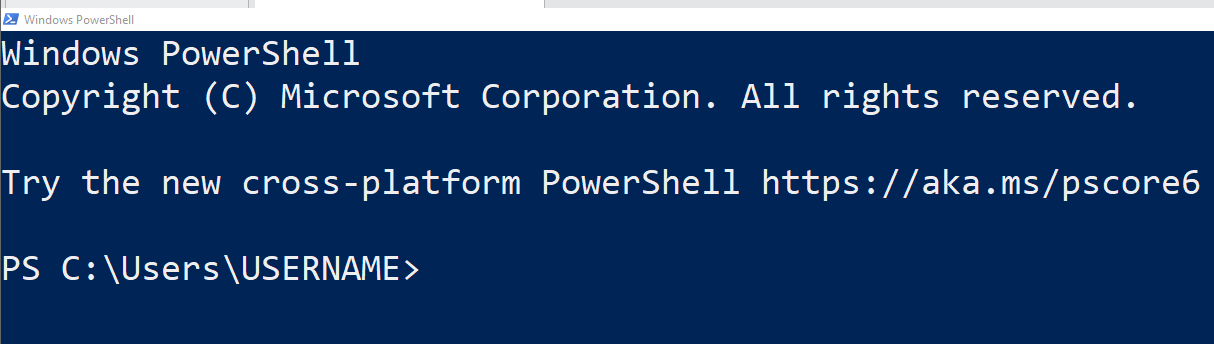 Windows PowerShell
Windows PowerShell
Copyright (C) Microsoft Corporation. All rights reserved.
Try the new cross-platform PowerShell https://aka.ms/pscore6
PS C:\Users\USERNAME>